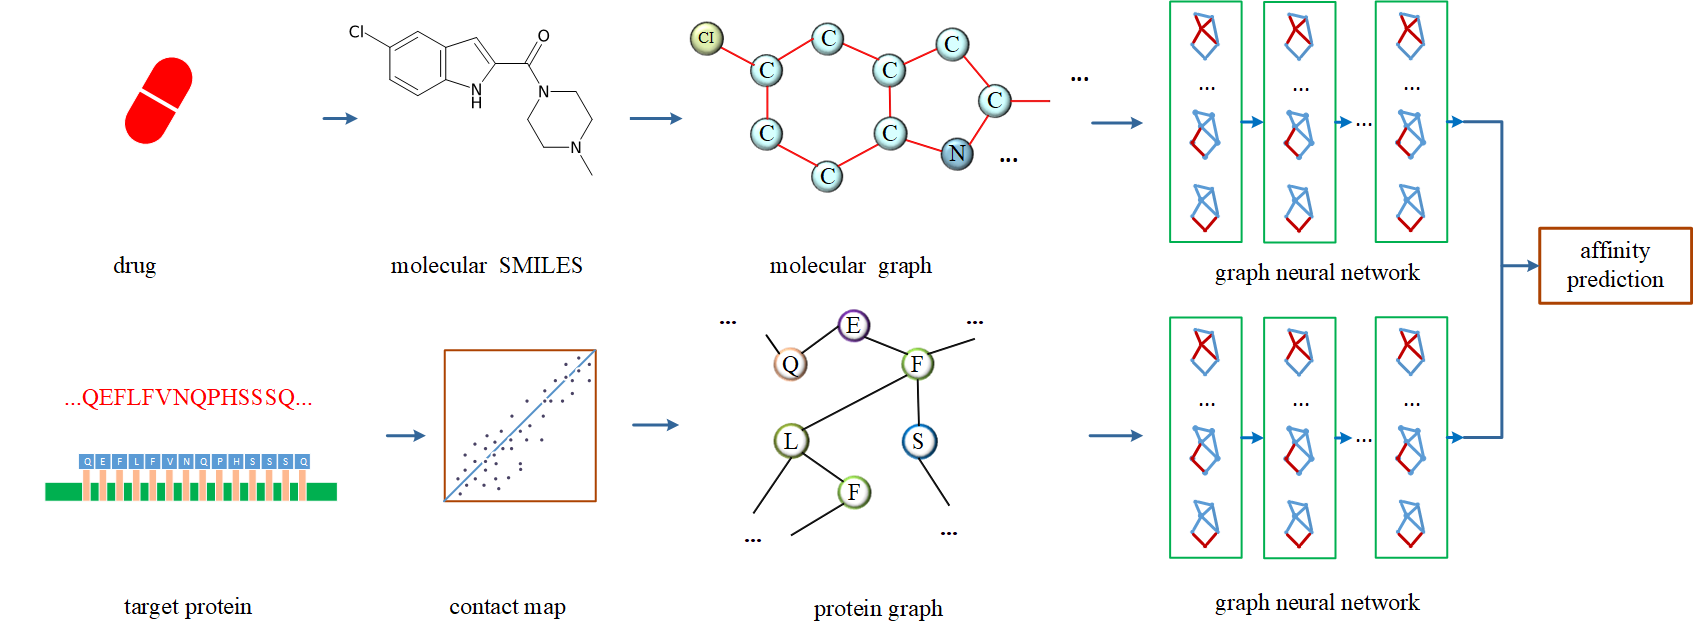 Cl
O
N
H
N
N
Cl
C
C
C
C
C
C
C
C
N
...
...
...
...
...
...
drug
molecular SMILES
molecular graph
graph neural network
affinity
prediction
...QEFLFVNQPHSSSQ...
Q E F L F V N Q P H S S S Q
...
...
E
Q
F
L
S
F
...
...
...
...
...
...
target protein
contact map
protein graph
graph neural network